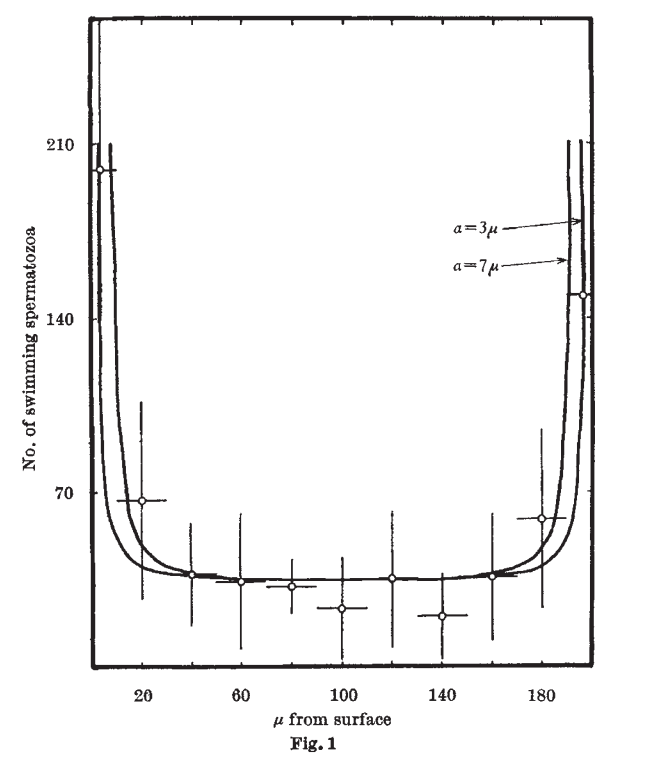 210
a=3μ
a=7μ
140
No. of swimming spermatozoa
70
20 60 100 140 180
μ from surface
Fig. 1